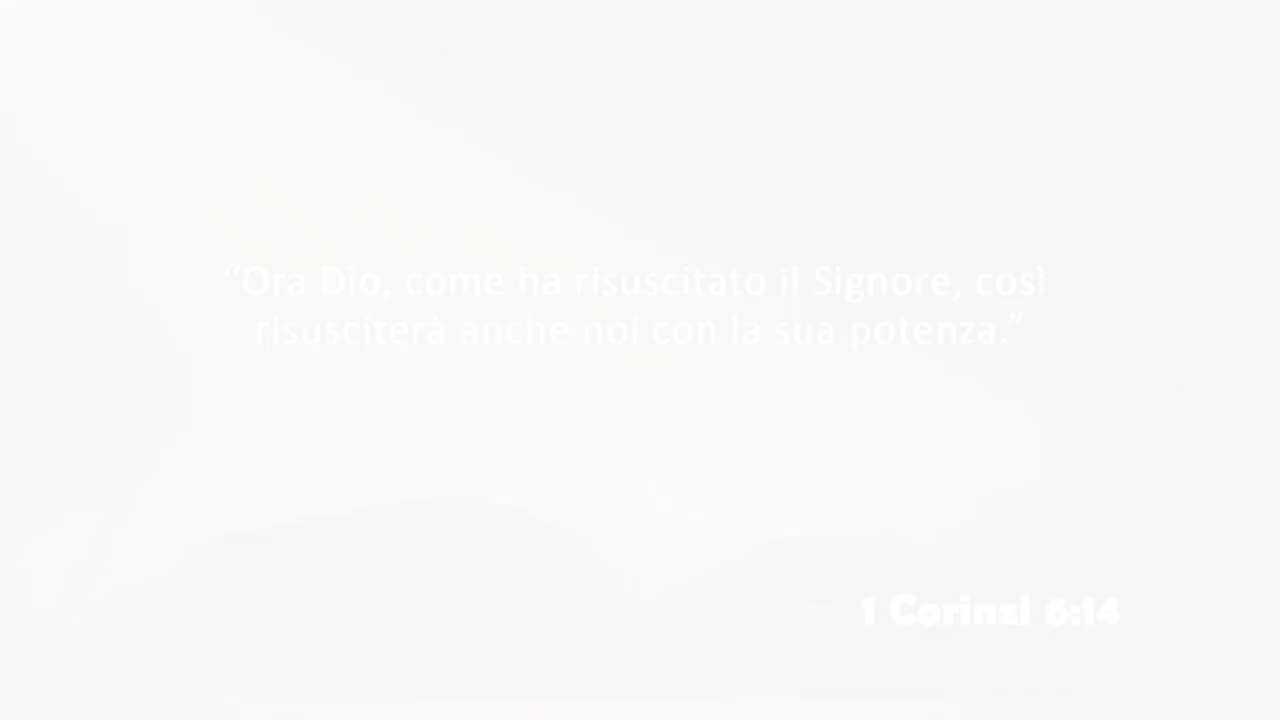 “Ora Dio, come ha risuscitato il Signore, così
risusciterà anche noi con la sua potenza.”
1 Corinzi 6:14